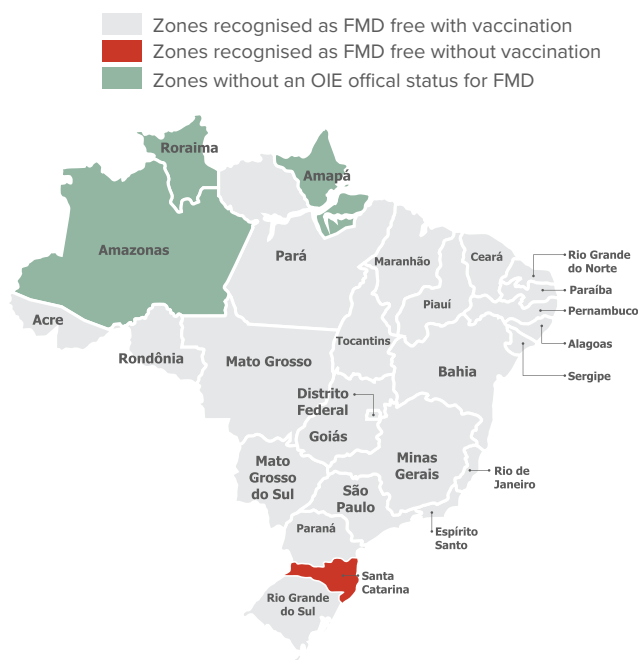 Zones recognised as FMD free with vaccination
Zones recognised as FMD free without vaccination
Zones without an OIE offical status for FMD
Roraima
Amapá
Amazonas
Pará
Maranhão
Ceará
Rio Grande
do Norte
Paraíba
Piauí
Pernambuco
Acre
Rondônia
Mato Grosso
Tocantins
Alagoas
Bahia
Sergipe
Distrito
Federal
Goiás
Minas
Gerais
Mato
Grosso
do Sul
São
Paulo
Rio de
Janeiro
Paraná
Espírito
Santo
Santa
Catarina
Rio Grande
do Sul